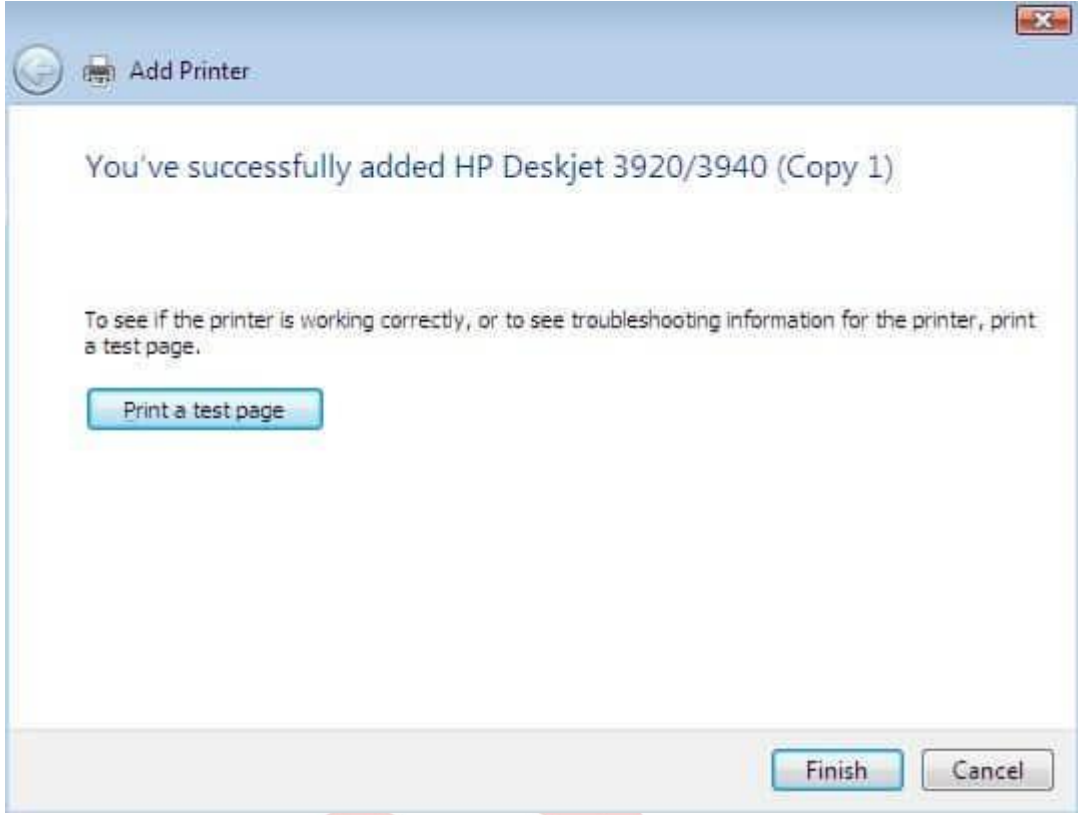 Add Printer
You've successfully added HP Deskjet 3920/3940 (Copy 1)
To see if the printer is working correctly, or to see troubleshooting information for the printer, print
a test page.
Print a test page
Finish
Cancel